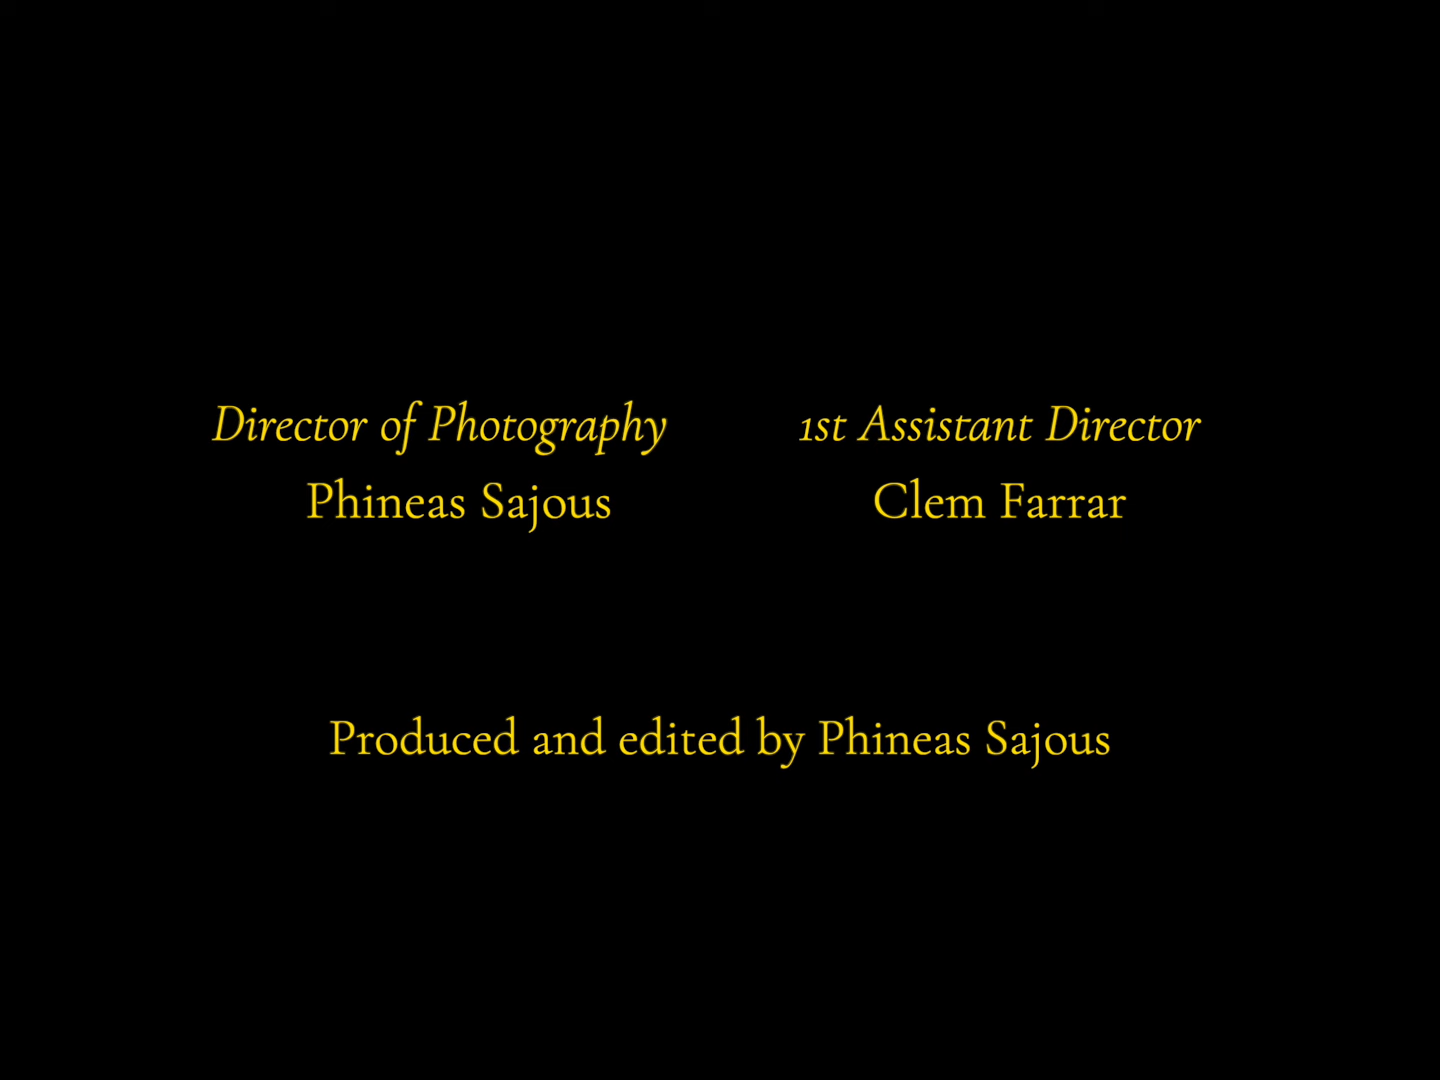 Director of Photography
Phineas Sajous
1st Assistant Director
Clem Farrar
Produced and edited by Phineas Sajous